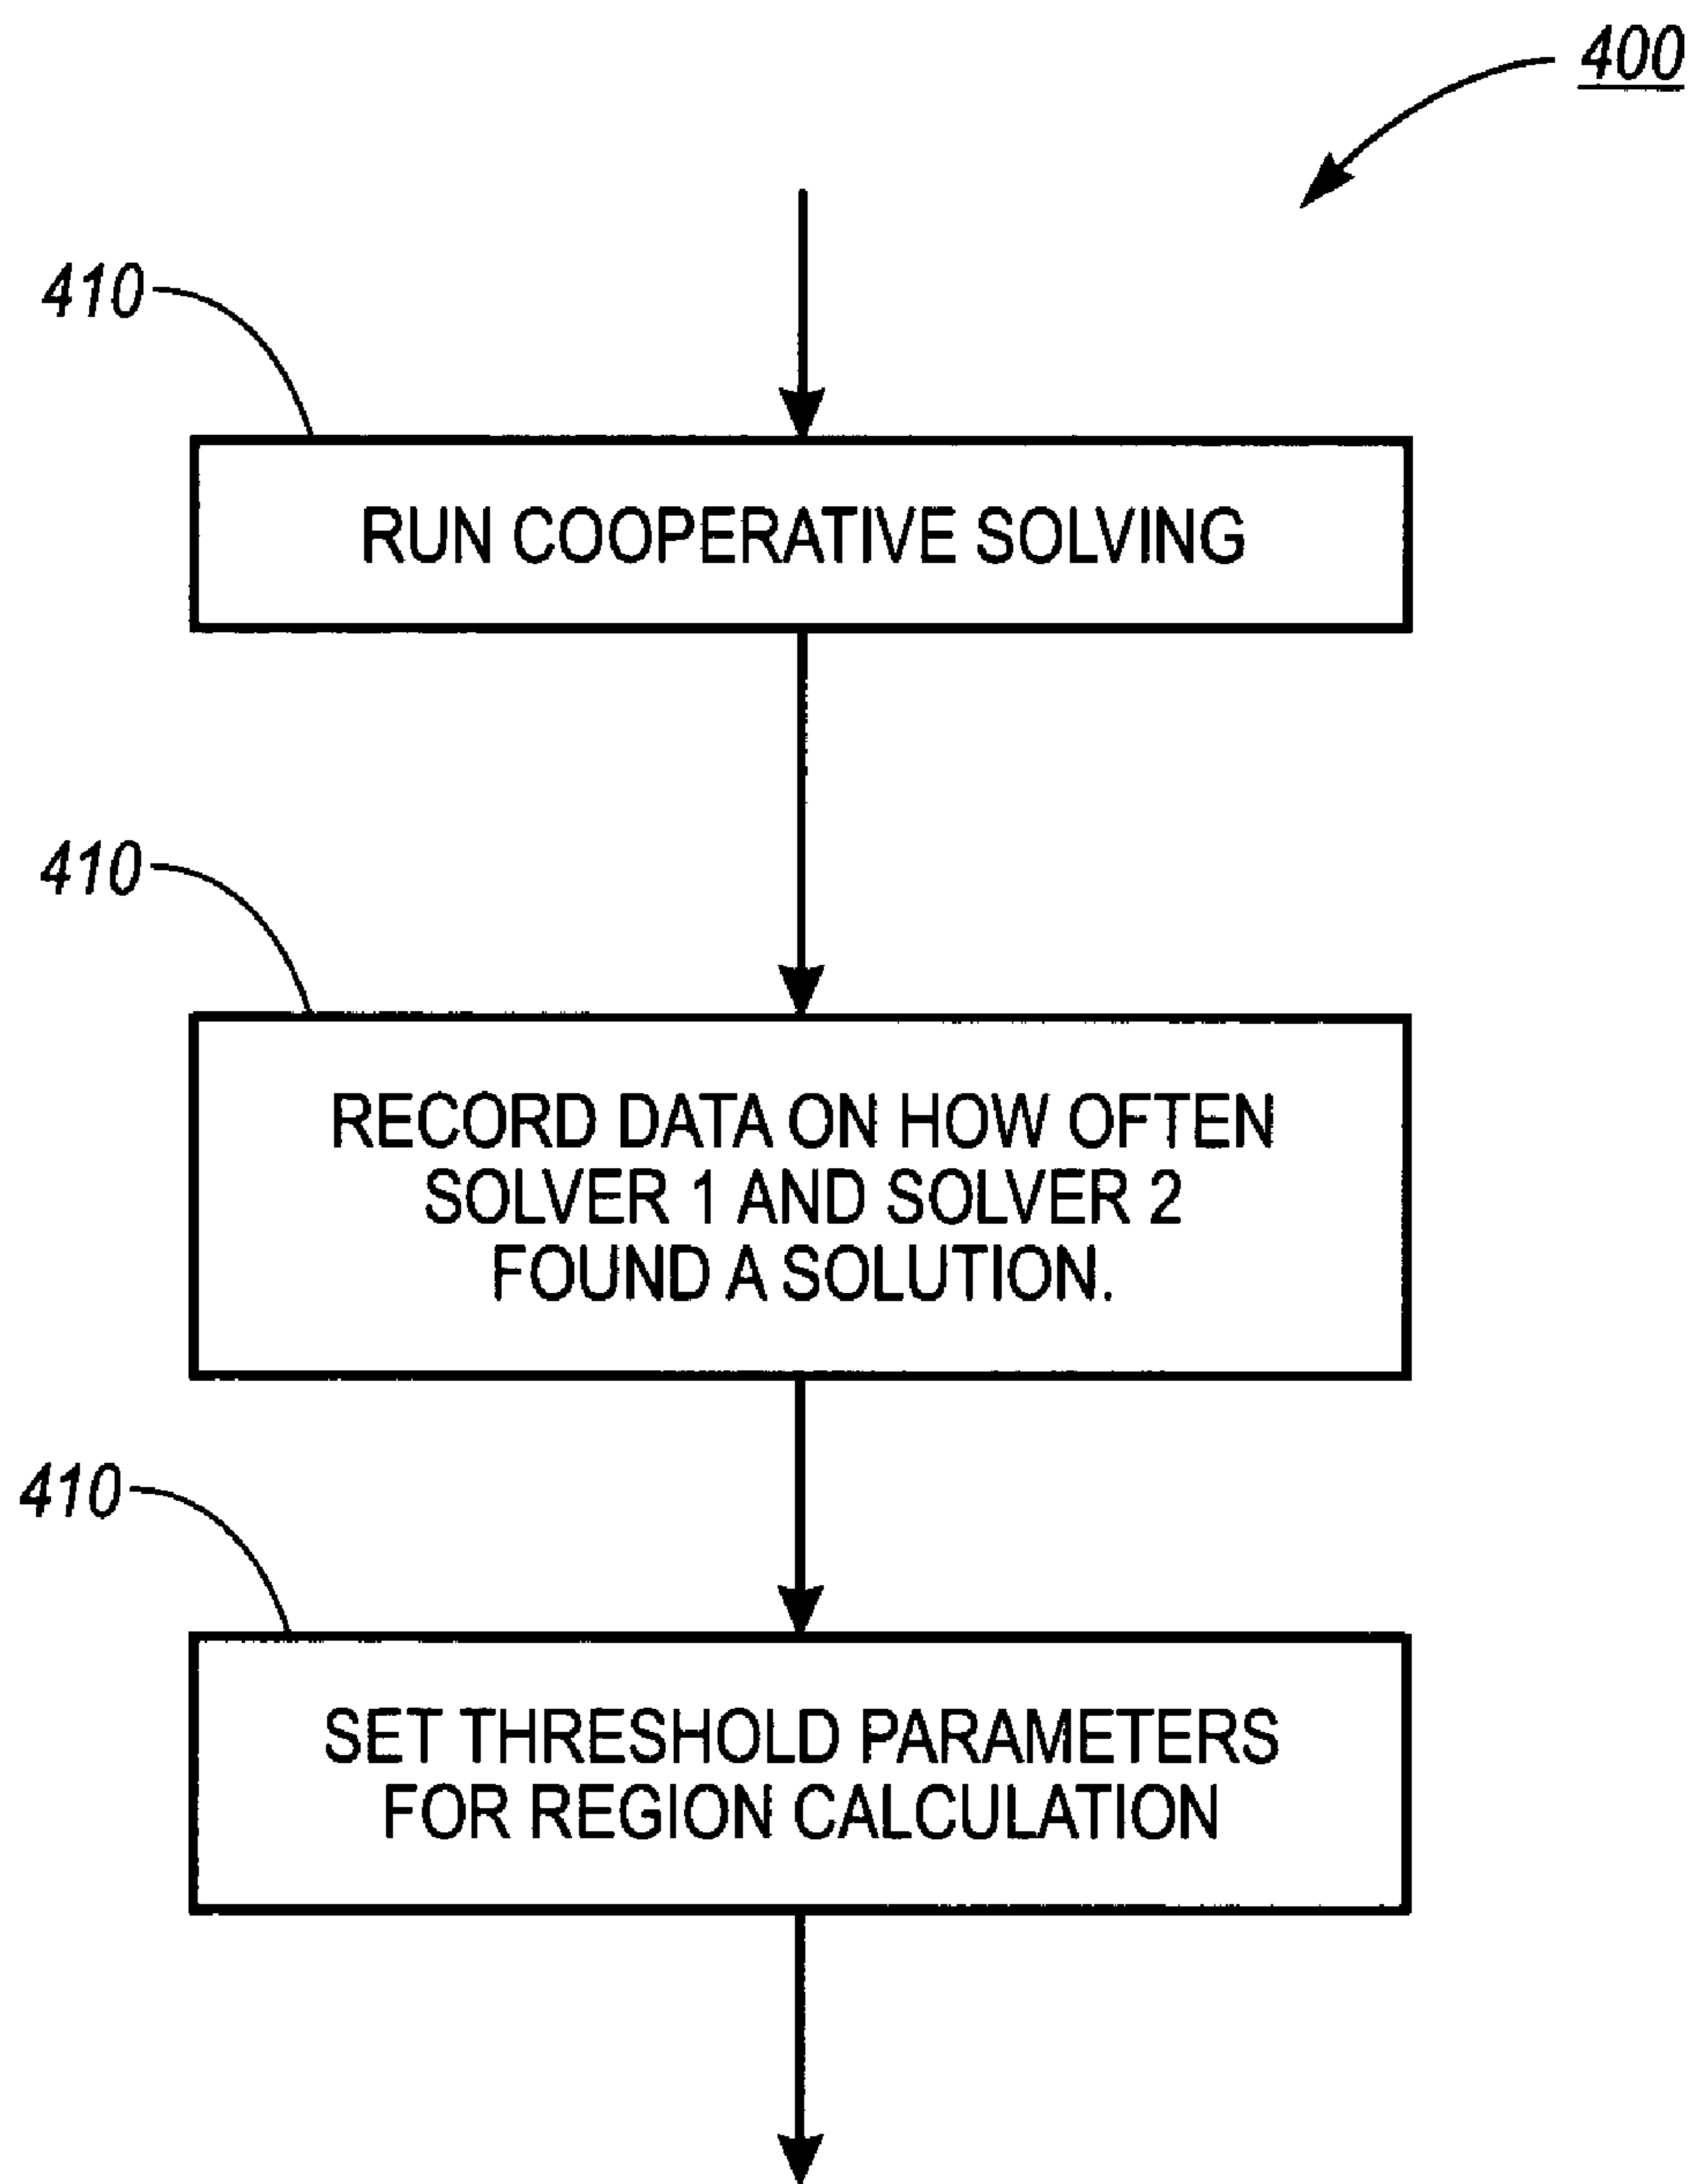 400
410
RUN COOPERATIVE SOLVING
410
RECORD DATA ON HOW OFTEN
SOLVER 1 AND SOLVER 2
FOUND A SOLUTION.
410
SET THRESHOLD PARAMETERS
FOR REGION CALCULATION